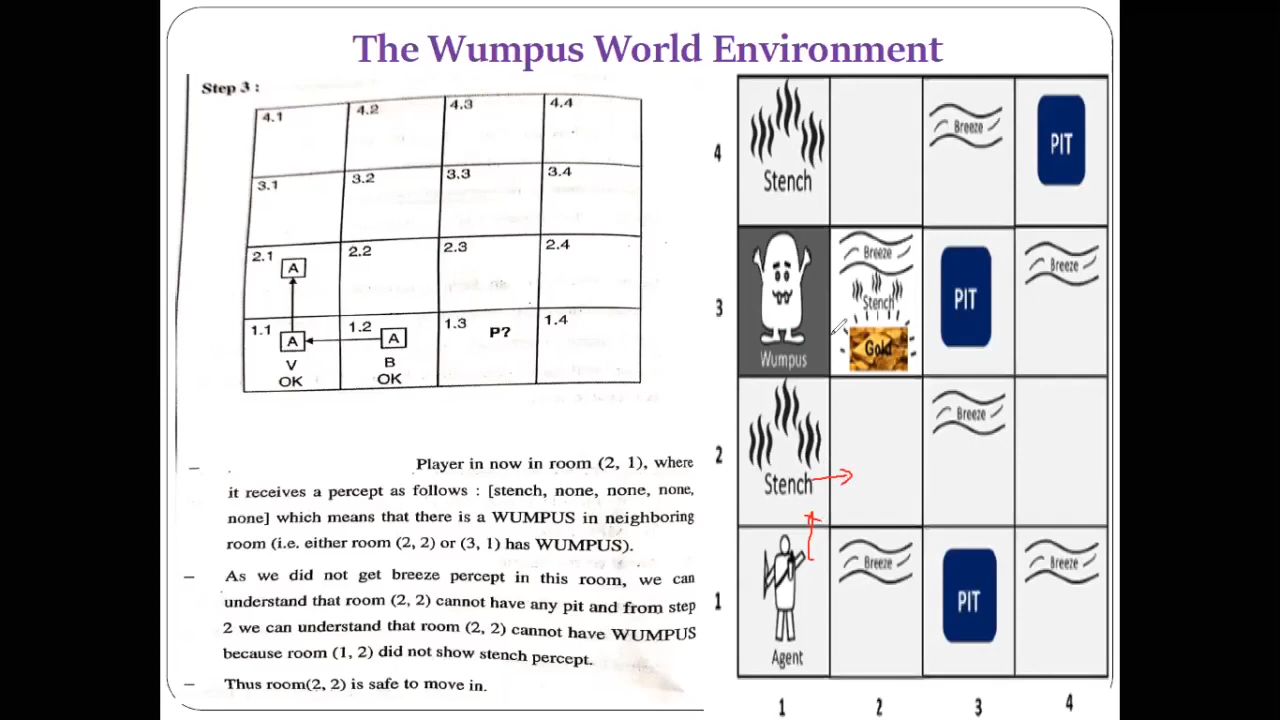 The Wumpus World Environment
Step 3 :
4.1 4.2 4.3 4.4
3.1 3.2 3.3 3.4
2.1 2.2 2.3 2.4
A
1.1 1.2 1.3 P? 1.4
A A
V B
OK OK
Player in now in room (2, 1), where
it receives a percept as follows : [stench, none, none, none,
none] which means that there is a WUMPUS in neighboring
room (i.e. either room (2, 2) or (3, 1) has WUMPUS).
– As we did not get breeze percept in this room, we can
understand that room (2, 2) cannot have any pit and from step
2 we can understand that room (2, 2) cannot have WUMPUS
because room (1, 2) did not show stench percept.
– Thus room(2, 2) is safe to move in.
4
Stench
Breeze
PIT
3
Wumpus
Breeze
Stench
Gold
PIT
Breeze
2
Stench
Breeze
1
Agent
Breeze
PIT
Breeze
1 2 3 4